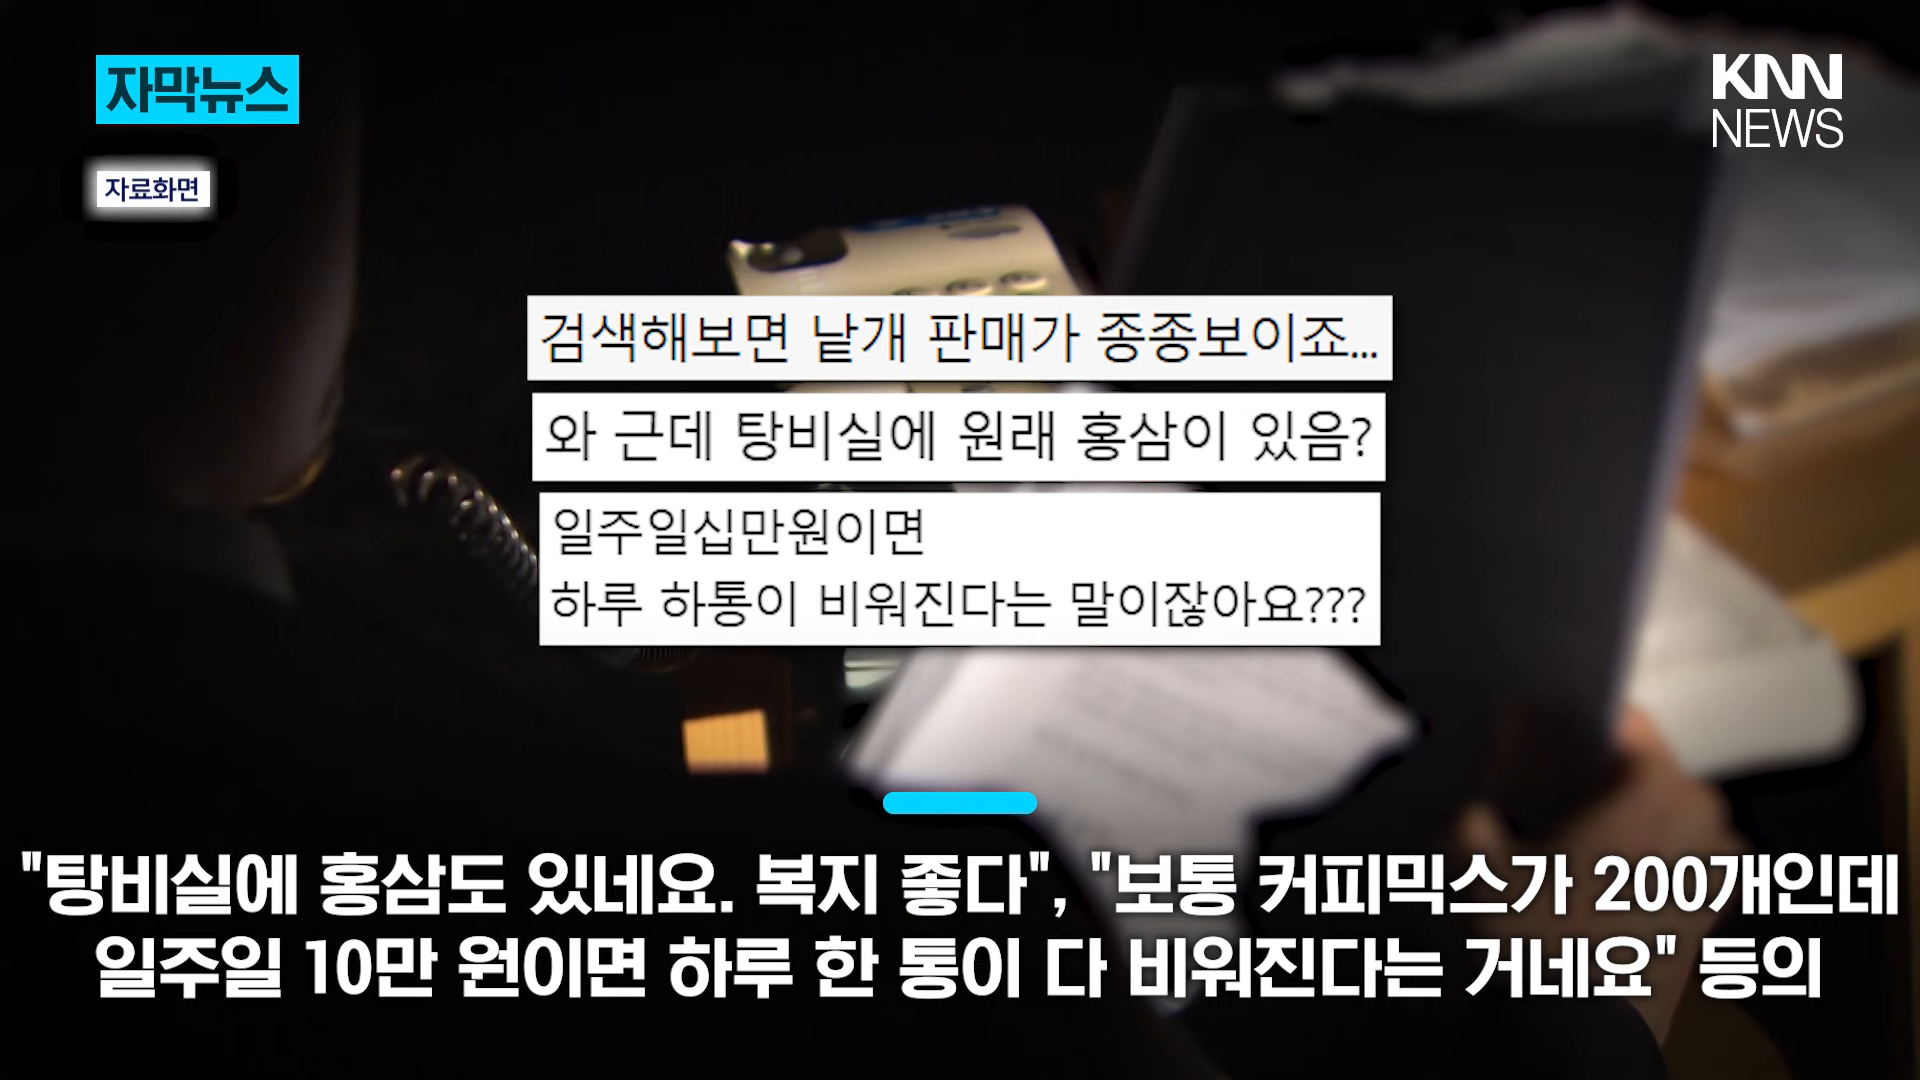 자막뉴스
KNN
NEWS
자료화면
검색해보면 낱개 판매가 종종보이죠...
와 근데 탕비실에 원래 홍삼이 있음?
일주일십만원이면
하루 하통이 비워진다는 말이잖아요???
"탕비실에 홍삼도 있네요. 복지 좋다", "보통 커피믹스가 200개인데
일주일 10만 원이면 하루 한 통이 다 비워진다는 거네요" 등의